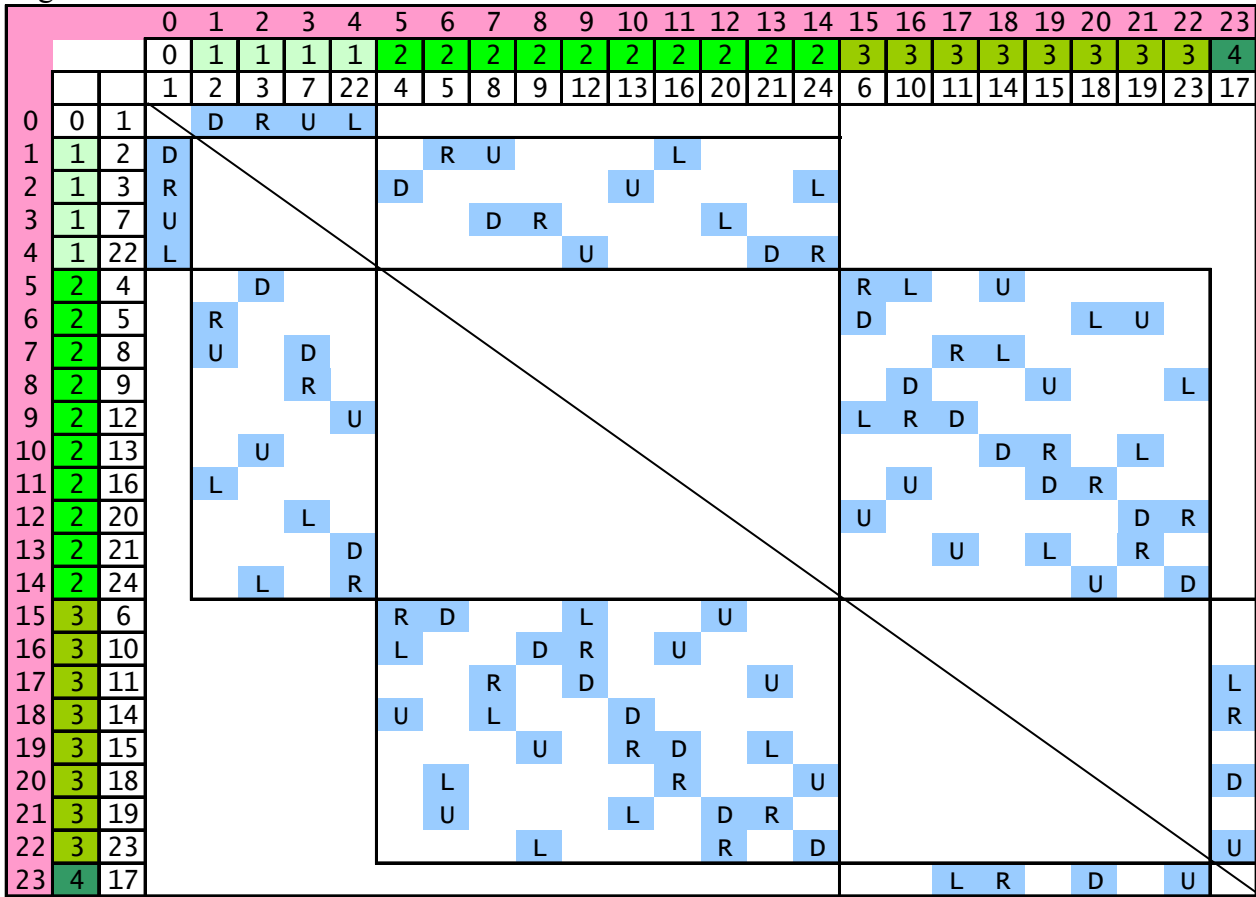 0 1 2 3 4 5 6 7 8 9 10 11 12 13 14 15 16 17 18 19 20 21 22 23
0 1 1 1 1 2 2 2 2 2 2 2 2 2 2 3 3 3 3 3 3 3 3 4
1 2 3 7 22 4 5 8 9 12 13 16 20 21 24 6 10 11 14 15 18 19 23 17
0 0 1 D R U L
1 1 2 D R U L
2 1 3 R D U L
3 1 7 U D R L
4 1 22 L U D R
5 2 4 D R L U
6 2 5 R D L U
7 2 8 U D R L
8 2 9 R D U L
9 2 12 U L R D
10 2 13 U D R L
11 2 16 L U D R
12 2 20 L U D R
13 2 21 D U L R
14 2 24 L R U D
15 3 6 R D L U
16 3 10 L D R U
17 3 11 R D U L
18 3 14 U L D R
19 3 15 U R D L
20 3 18 L R U D
21 3 19 U L D R
22 3 23 L R D U
23 4 17 L R D U